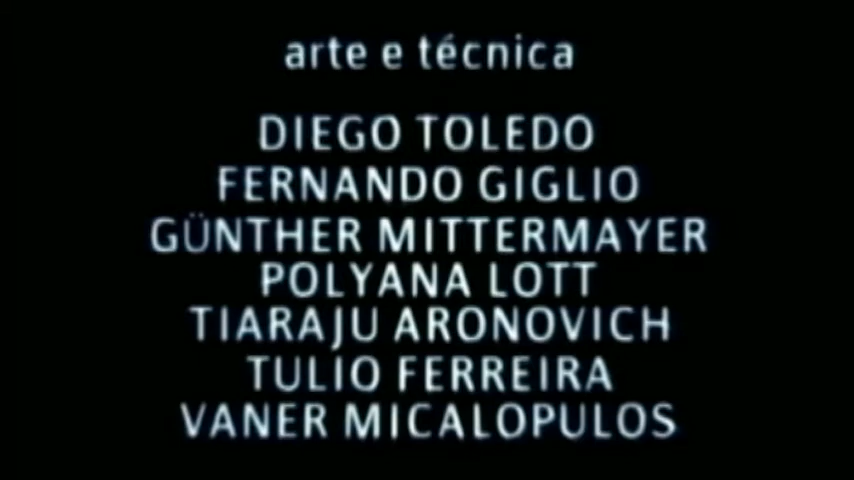 arte e técnica
DIEGO TOLEDO
FERNANDO GIGLIO
GÜNTHER MITTERMAYER
POLYANA LOTT
TIARAJU ARONOVICH
TULIO FERREIRA
VANER MICALOPULOS